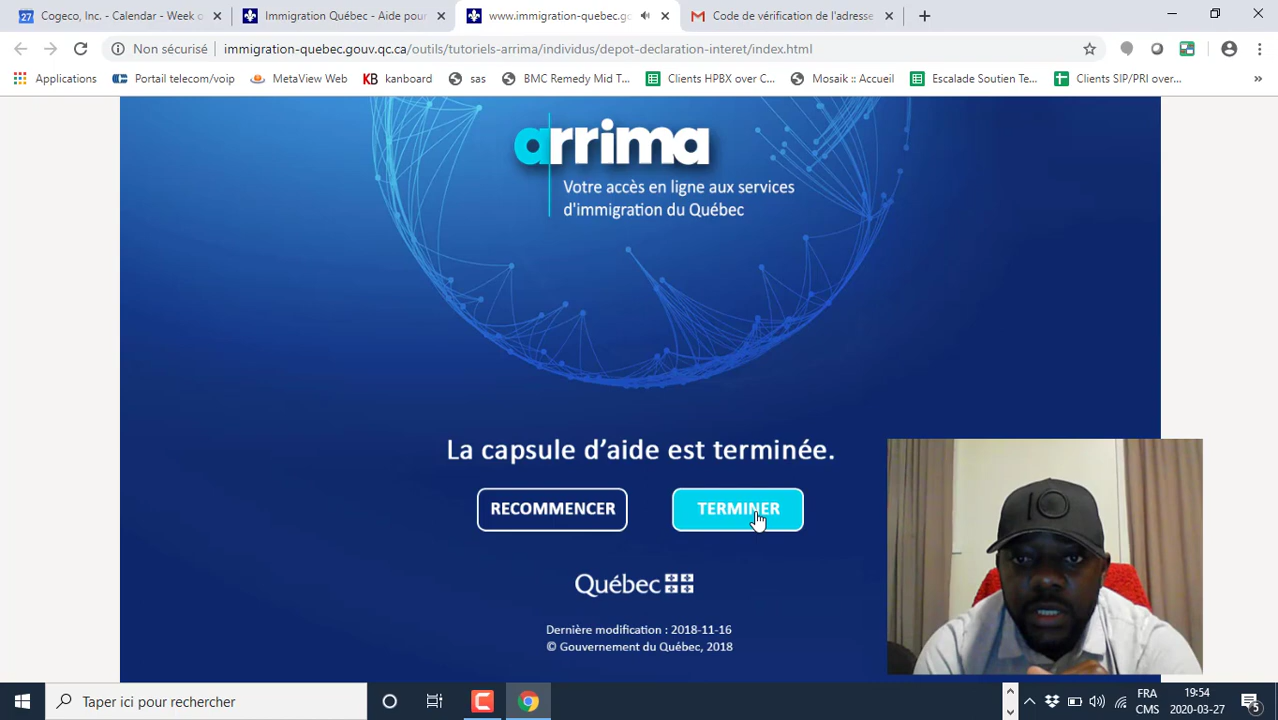 Cogeco, Inc. - Calendar - Week o
Immigration Québec - Aide pour
www.immigration-quebec.go
Code de vérification de l'adresse
Non sécurisé
immigration-quebec.gouv.qc.ca/outils/tutoriels-arrima/individus/depot-declaration-interet/index.html
Applications
Portail telecom/voip
MetaView Web
KB kanboard
sas
BMC Remedy Mid T...
Clients HPBX over C...
Mosaik :: Accueil
Escalade Soutien Te...
Clients SIP/PRI over...
arrima
Votre accès en ligne aux services
d'immigration du Québec
La capsule d'aide est terminée.
RECOMMENCER
TERMINER
Québec
Dernière modification : 2018-11-16
© Gouvernement du Québec, 2018
10
Taper ici pour rechercher
FRA
CMS
19:54
2020-03-27
5